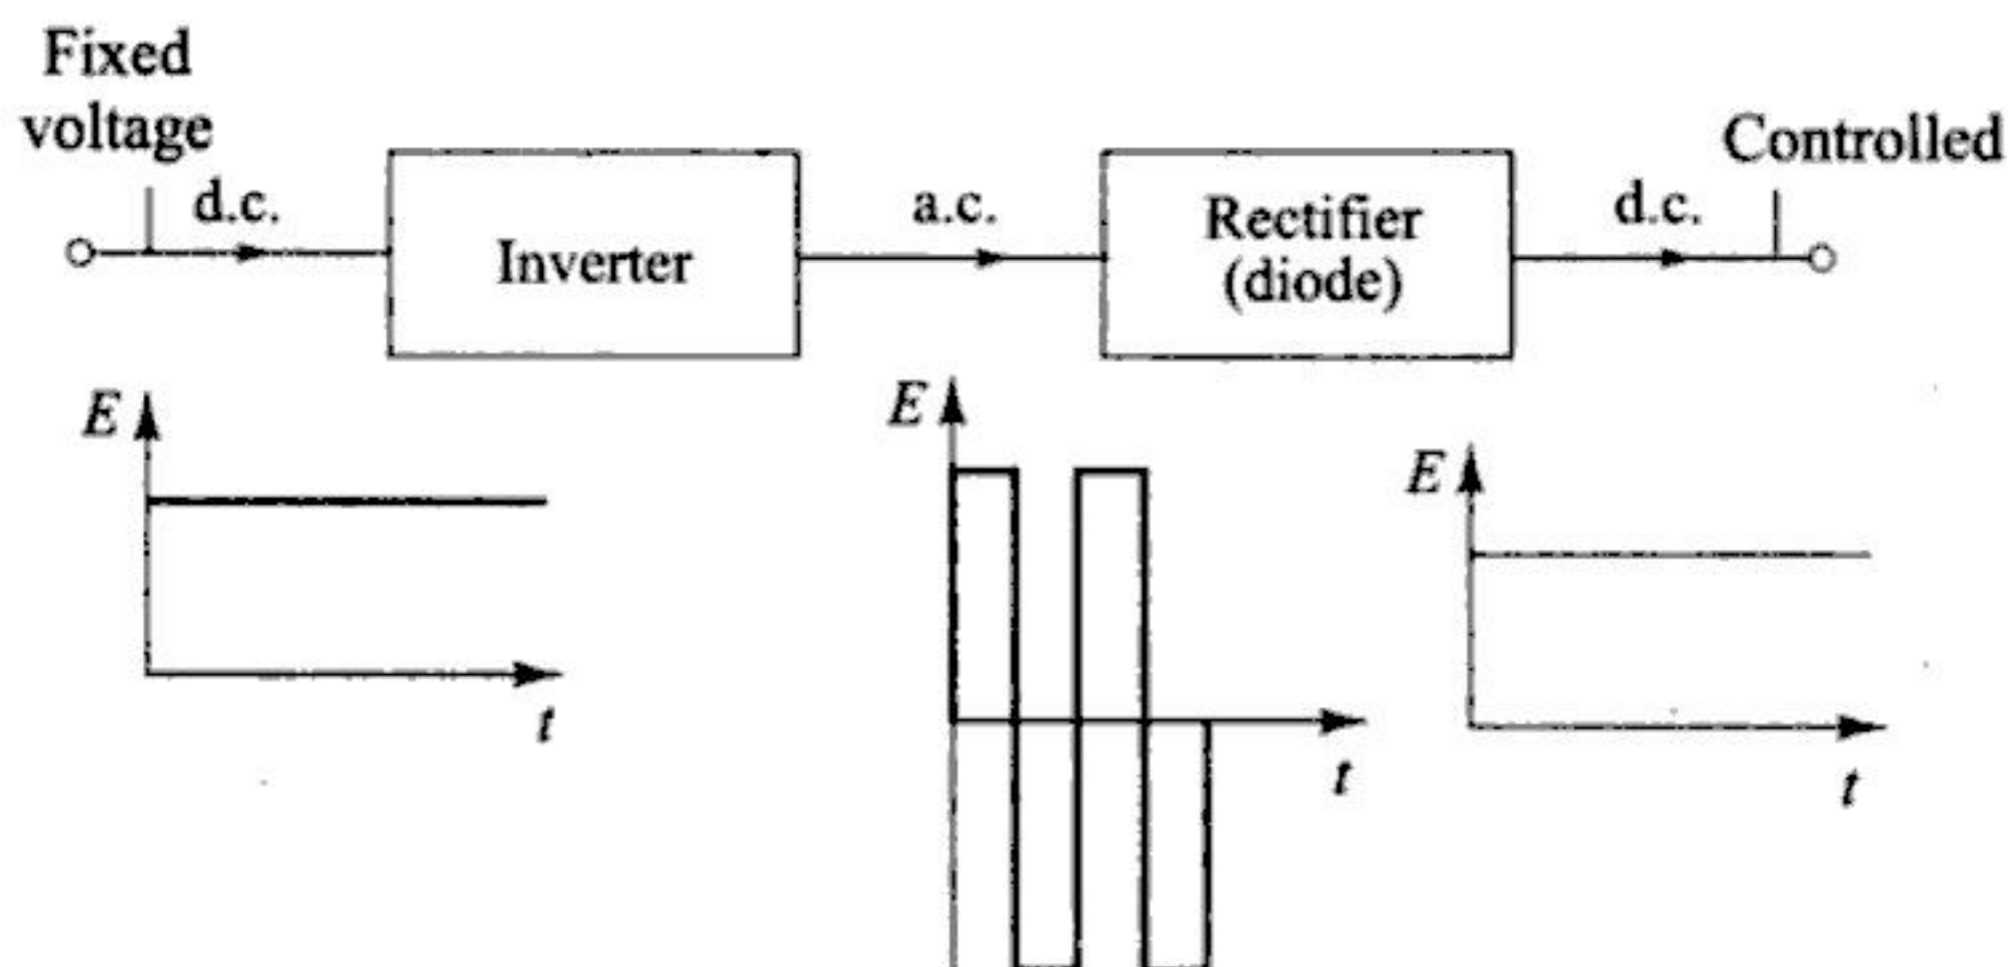 Fixed
voltage
d.c.
Inverter
a.c.
Rectifier
(diode)
d.c.
Controlled
E
t
E
t
E
t